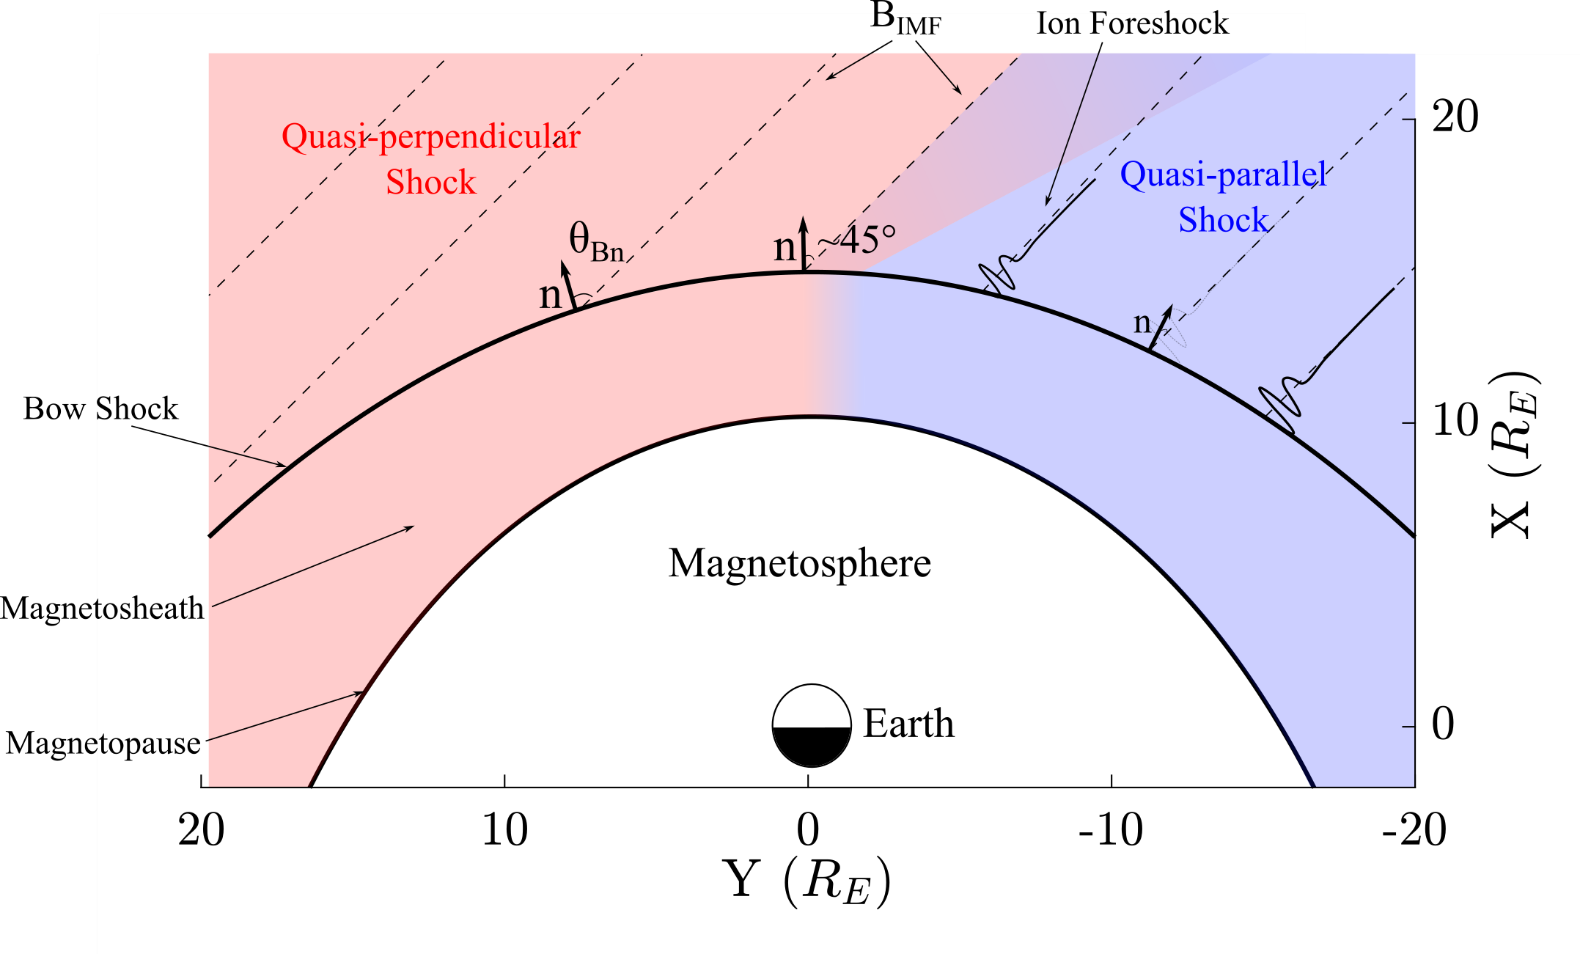 B_IMF
Ion Foreshock
Quasi-perpendicular
Shock
Quasi-parallel
Shock
θ_Bn
n
n
~45°
n
Bow Shock
Magnetosheath
Magnetopause
Magnetosphere
Earth
20
10
0
X (R_E)
20
10
0
-10
-20
Y (R_E)